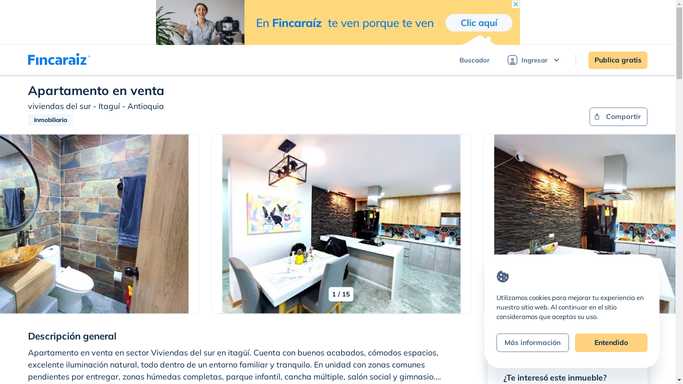 En Fincaraíz te ven porque te ven
Clic aquí
Fincaraiz
Buscador
Ingresar
Publica gratis
Apartamento en venta
viviendas del sur - Itaguí - Antioquia
Inmobiliaria
Compartir
1 / 15
Utilizamos cookies para mejorar tu experiencia en
nuestro sitio web. Al continuar en el sitio
consideramos que aceptas su uso.
Más información
Entendido
Descripción general
Apartamento en venta en sector Viviendas del sur en itagüí. Cuenta con buenos acabados, cómodos espacios,
excelente iluminación natural, todo dentro de un entorno familiar y tranquilo. En unidad con zonas comunes
pendientes por entregar, zonas húmedas completas, parque infantil, cancha múltiple, salón social y gimnasio....
¿Te interesó este inmueble?